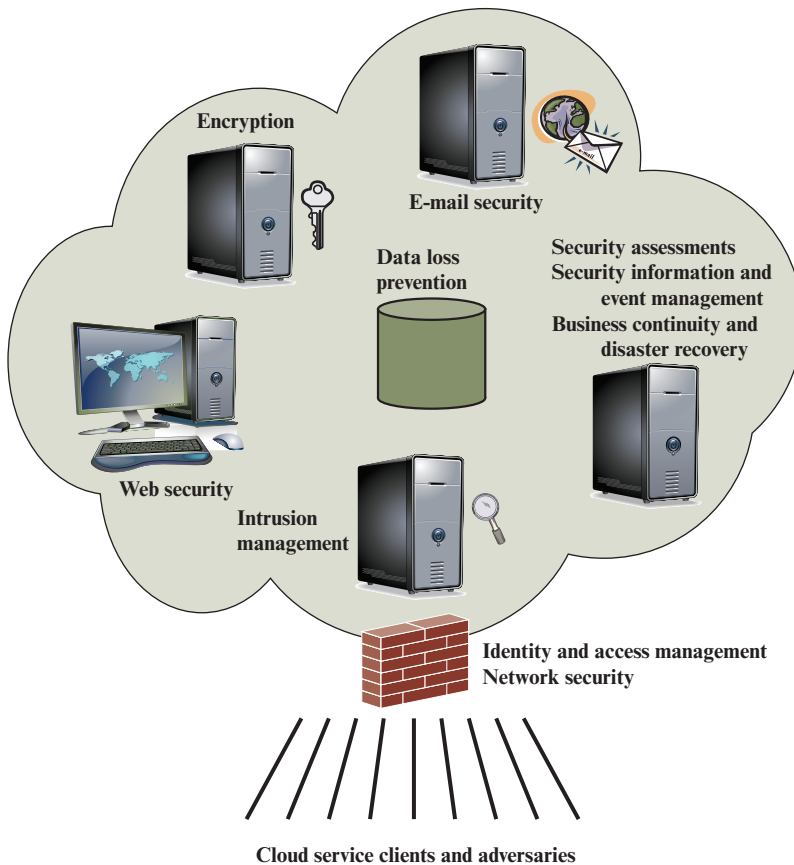 Encryption
e-mail
E-mail security
Data loss
prevention
Security assessments
Security information and
event management
Business continuity and
disaster recovery
Web security
Intrusion
management
Identity and access management
Network security
Cloud service clients and adversaries